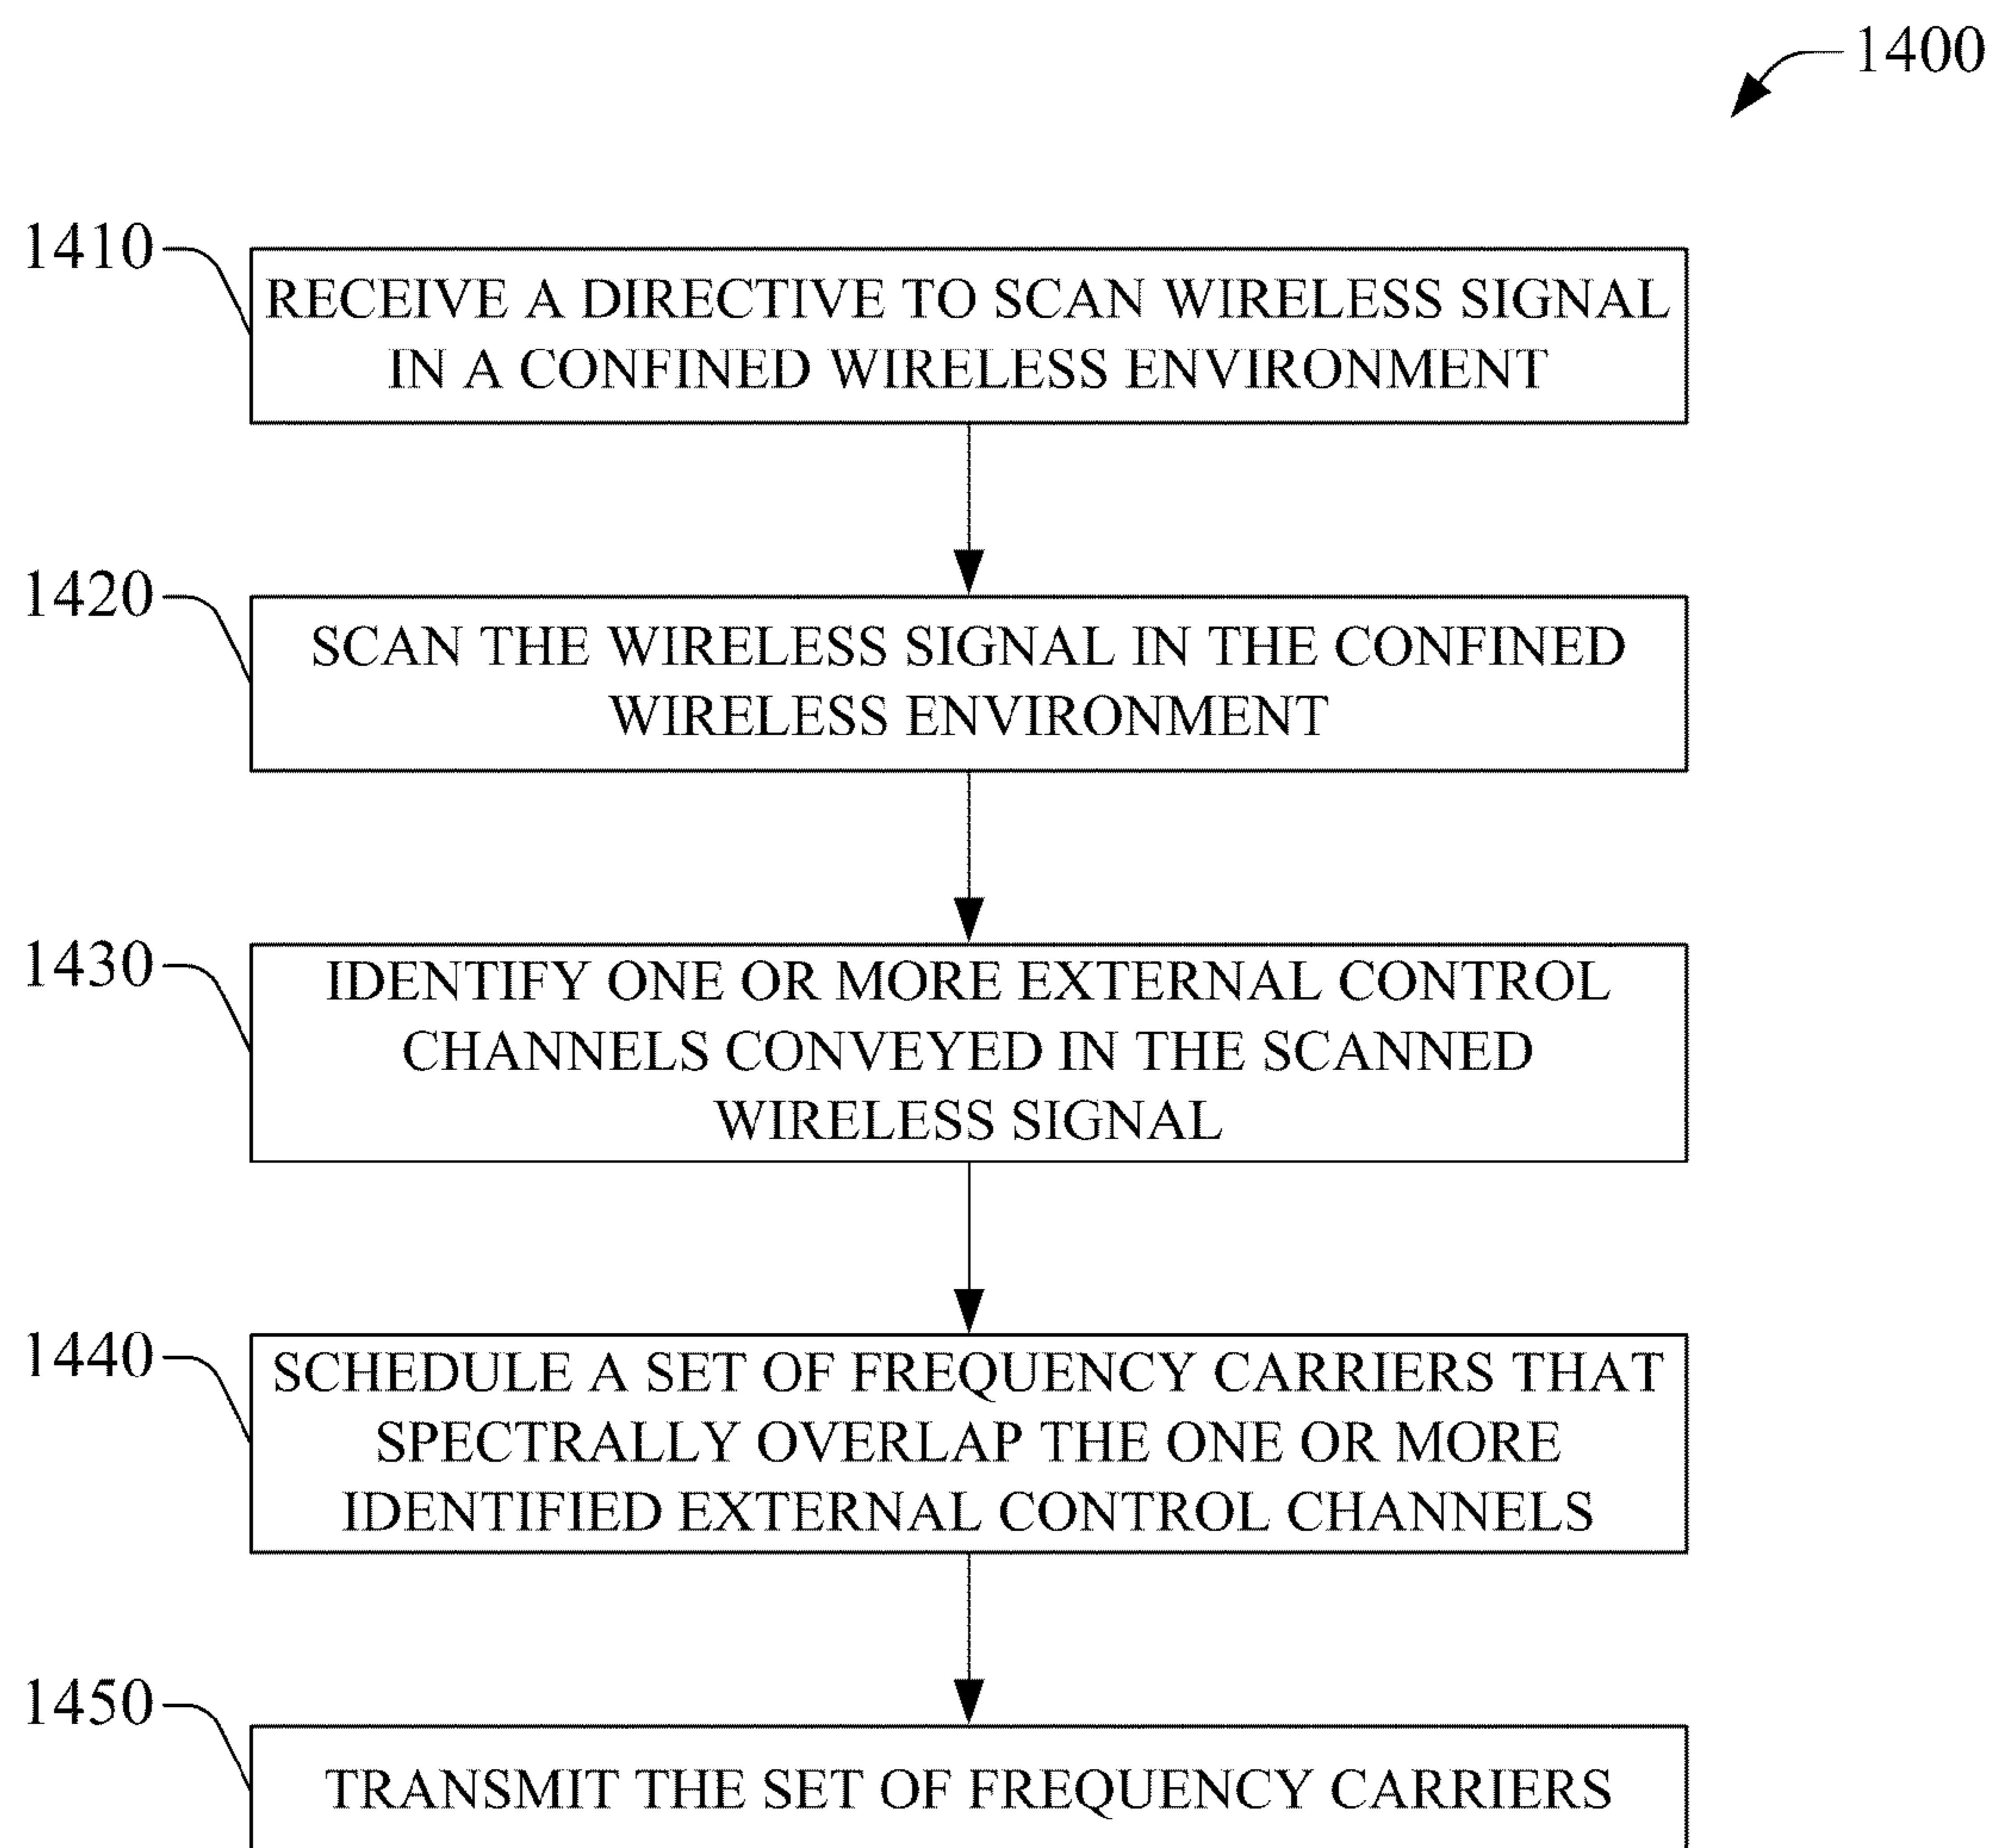 1400
1410
RECEIVE A DIRECTIVE TO SCAN WIRELESS SIGNAL
IN A CONFINED WIRELESS ENVIRONMENT
1420
SCAN THE WIRELESS SIGNAL IN THE CONFINED
WIRELESS ENVIRONMENT
1430
IDENTIFY ONE OR MORE EXTERNAL CONTROL
CHANNELS CONVEYED IN THE SCANNED
WIRELESS SIGNAL
1440
SCHEDULE A SET OF FREQUENCY CARRIERS THAT
SPECTRALLY OVERLAP THE ONE OR MORE
IDENTIFIED EXTERNAL CONTROL CHANNELS
1450
TRANSMIT THE SET OF FREQUENCY CARRIERS